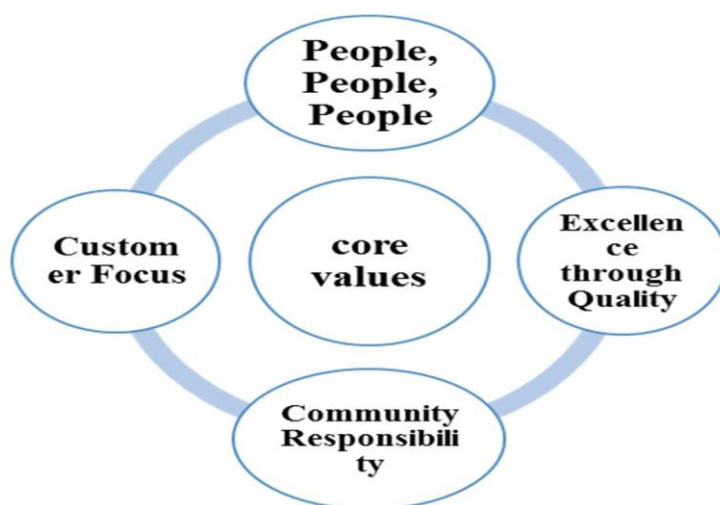 People,
People,
People
Excellen
ce
through
Quality
Community
Responsibili
ty
Custom
er Focus
core
values